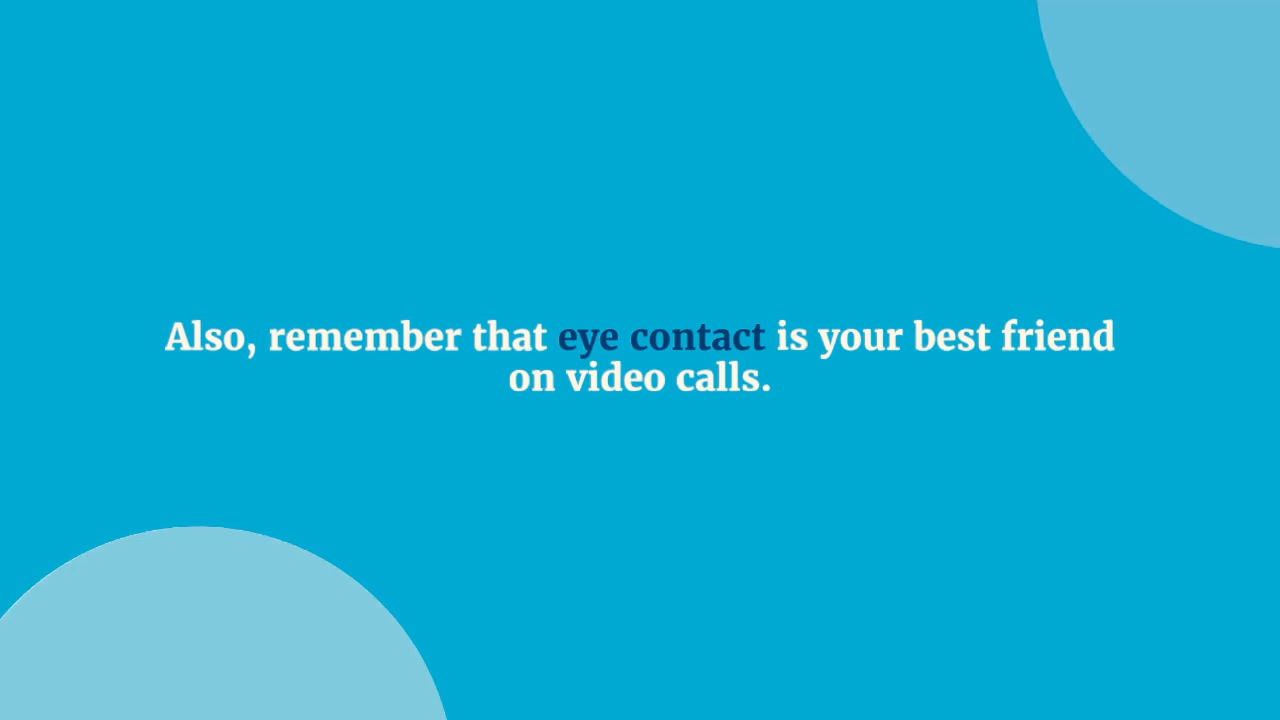 Also, remember that eye contact is your best friend
on video calls.